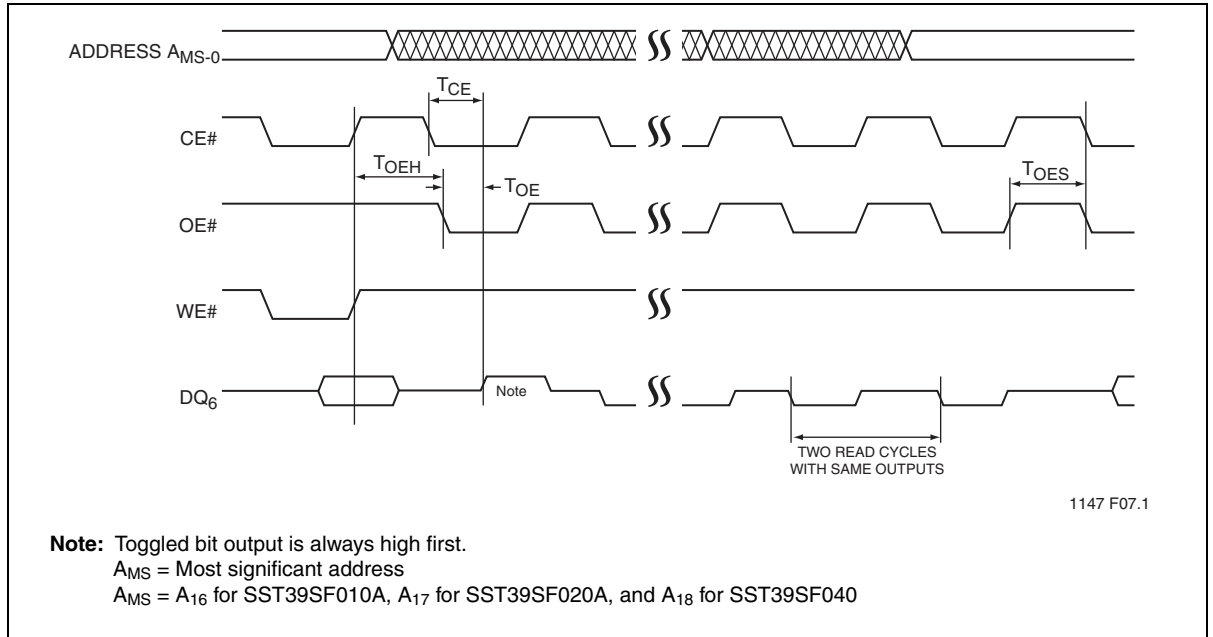 ADDRESS AMS-0
TCE
CE#
TOEH
TOE
TOES
OE#
WE#
DQ6
Note
TWO READ CYCLES
WITH SAME OUTPUTS
1147 F07.1
Note: Toggled bit output is always high first.
AMS = Most significant address
AMS = A16 for SST39SF010A, A17 for SST39SF020A, and A18 for SST39SF040